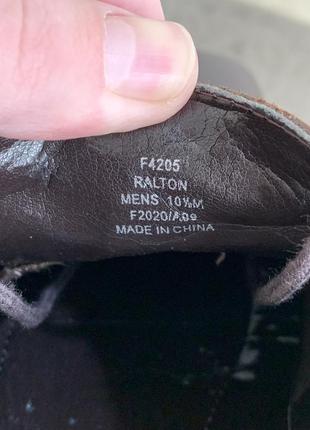 F4205
RALTON
MENS 10½M
F2020/A09
MADE IN CHINA